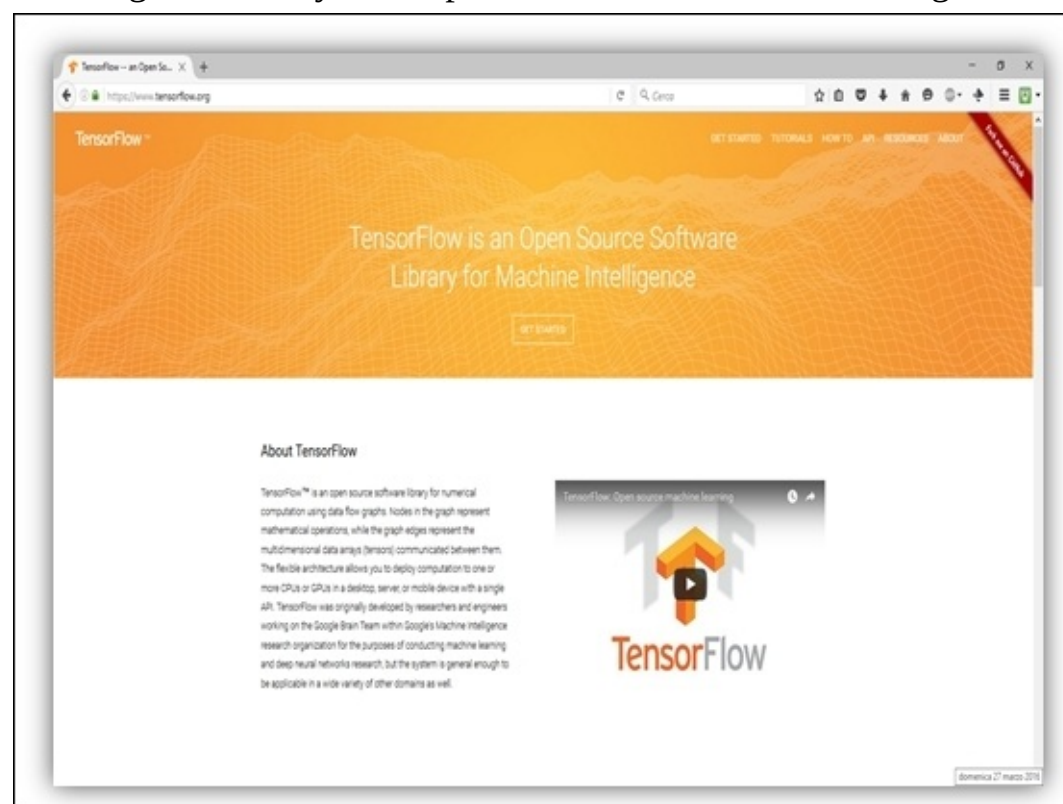 TensorFlow -- an Open So...
https://www.tensorflow.org
Cerca
TensorFlow™
GET STARTED TUTORIALS HOW TO API RESOURCES ABOUT
Fork me on GitHub
TensorFlow is an Open Source Software
Library for Machine Intelligence
GET STARTED
About TensorFlow
TensorFlow™ is an open source software library for numerical
computation using data flow graphs. Nodes in the graph represent
mathematical operations, while the graph edges represent the
multidimensional data arrays (tensors) communicated between them.
The flexible architecture allows you to deploy computation to one or
more CPUs or GPUs in a desktop, server, or mobile device with a single
API. TensorFlow was originally developed by researchers and engineers
working on the Google Brain Team within Google's Machine Intelligence
research organization for the purposes of conducting machine learning
and deep neural networks research, but the system is general enough to
be applicable in a wide variety of other domains as well.
TensorFlow: Open source machine learning
TensorFlow
domenica 27 marzo 2016